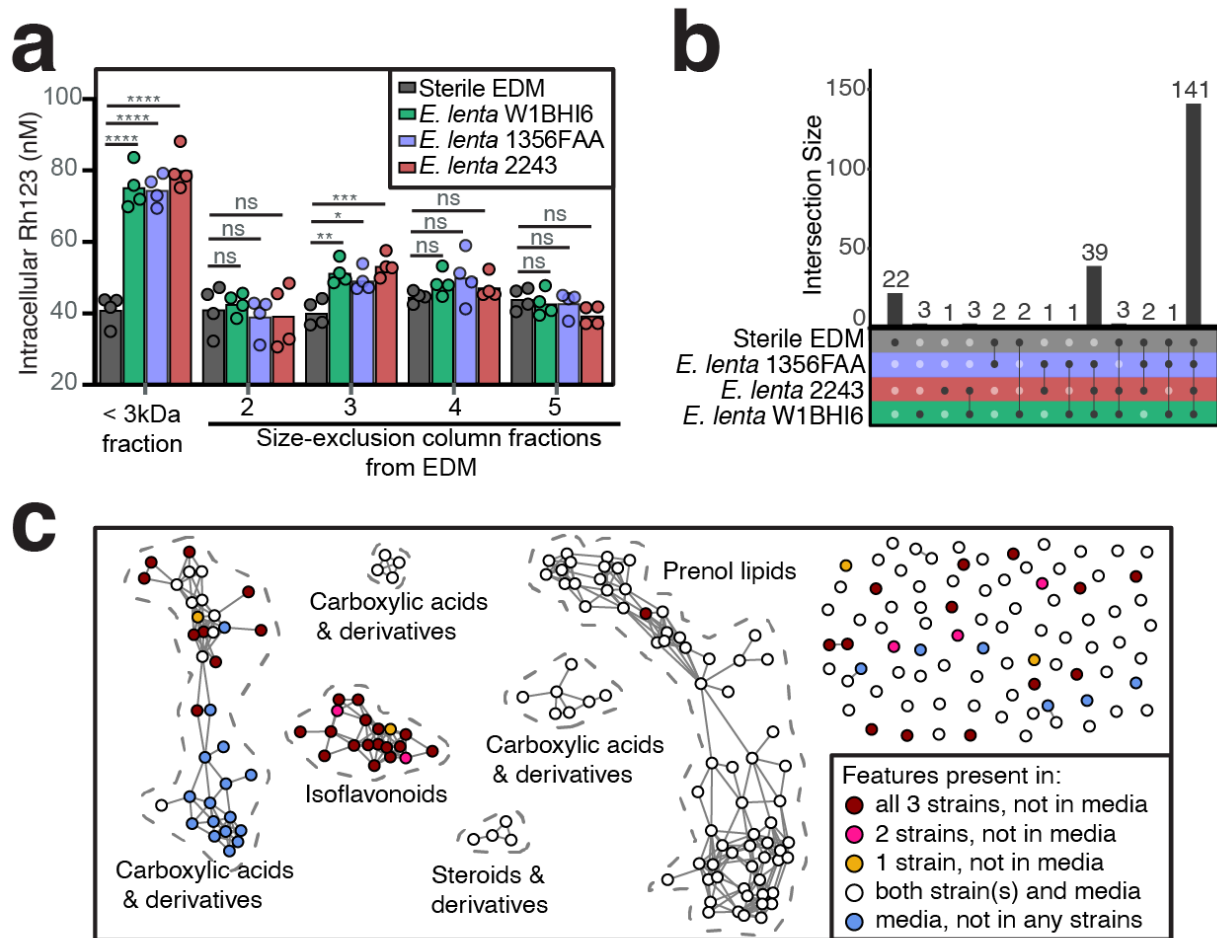 a
Intracellular Rh123 (nM)
100
80
60
40
20
Sterile EDM
E. lenta W1BHI6
E. lenta 1356FAA
E. lenta 2243
****
****
****
ns
ns
ns
***
*
**
ns
ns
ns
ns
ns
ns
< 3kDa
fraction
2
3
4
5
Size-exclusion column fractions
from EDM
b
Intersection Size
150
100
50
0
22
3
1
3
2
2
1
1
39
3
2
1
141
Sterile EDM
E. lenta 1356FAA
E. lenta 2243
E. lenta W1BHI6
c
Carboxylic acids
& derivatives
Prenol lipids
Isoflavonoids
Carboxylic acids
& derivatives
Carboxylic acids
& derivatives
Steroids &
derivatives
Features present in:
all 3 strains, not in media
2 strains, not in media
1 strain, not in media
both strain(s) and media
media, not in any strains